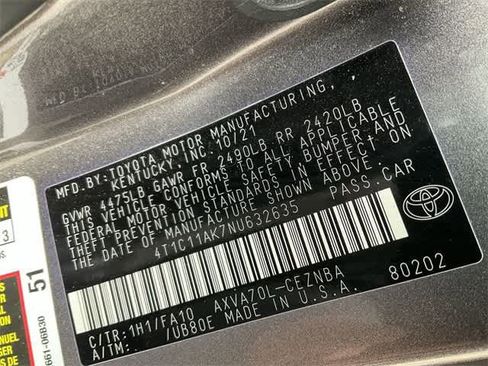 MFD.BY: TOYOTA MOTOR MANUFACTURING,
KENTUCKY, INC. 10/21
GVWR 4475LB GAWR FR 2490LB RR 2420LB
THIS VEHICLE CONFORMS TO ALL APPLICABLE
FEDERAL MOTOR VEHICLE SAFETY, BUMPER, AND
THEFT PREVENTION STANDARDS IN EFFECT ON
THE DATE OF MANUFACTURE SHOWN ABOVE.
4T1C11AK7NU632635 PASS.CAR
C/TR: 1H1/FA10 AXVA70L-CEZNBA
A/TM: /UB80E MADE IN U.S.A. 80202
51
661-06B30